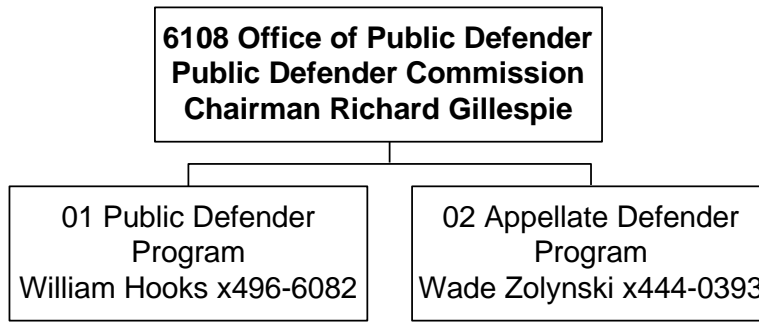 6108 Office of Public Defender
Public Defender Commission
Chairman Richard Gillespie
01 Public Defender
Program
William Hooks x496-6082
02 Appellate Defender
Program
Wade Zolynski x444-0393